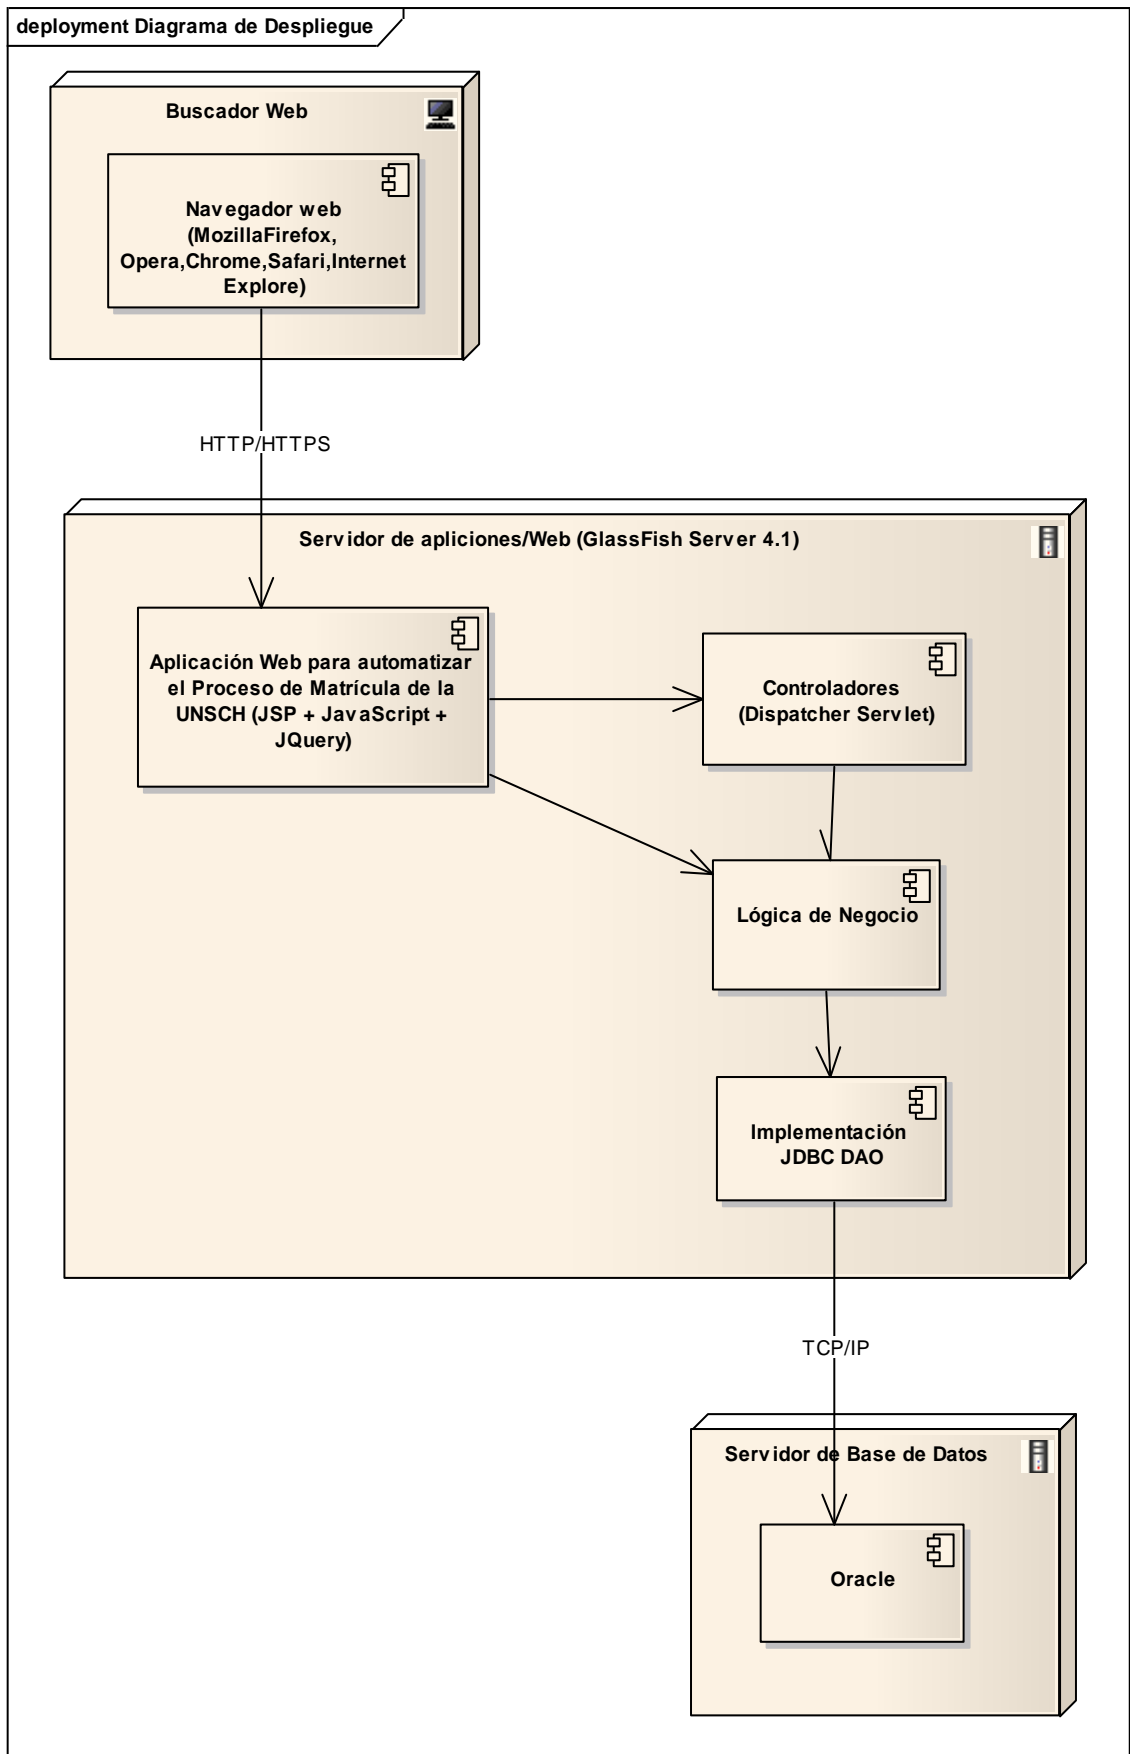 deployment Diagrama de Despliegue
Buscador Web
Navegador web
(MozillaFirefox,
Opera,Chrome,Safari,Internet
Explore)
HTTP/HTTPS
Servidor de apliciones/Web (GlassFish Server 4.1)
Aplicación Web para automatizar
el Proceso de Matrícula de la
UNSCH (JSP + JavaScript +
JQuery)
Controladores
(Dispatcher Servlet)
Lógica de Negocio
Implementación
JDBC DAO
TCP/IP
Servidor de Base de Datos
Oracle